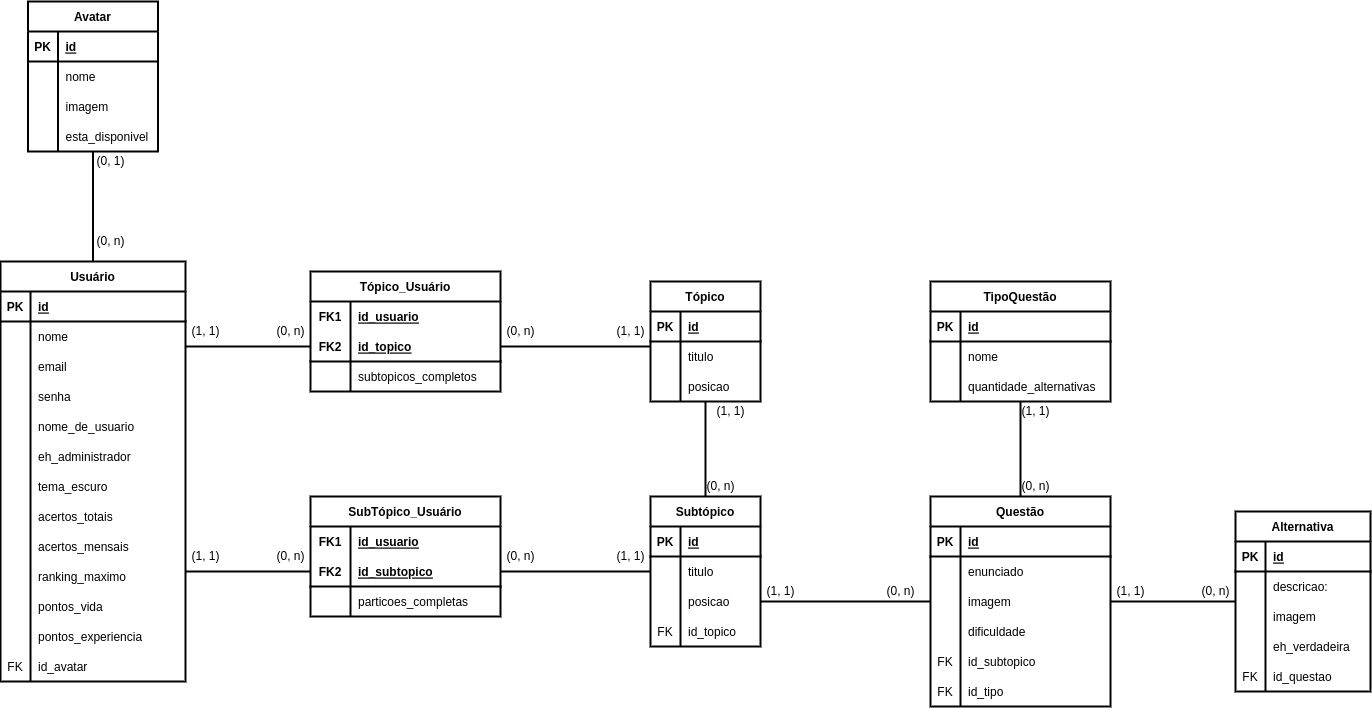 Avatar
PK id
nome
imagem
esta_disponivel
(0, 1)
(0, n)
Usuário
PK id
nome
email
senha
nome_de_usuario
eh_administrador
tema_escuro
acertos_totais
acertos_mensais
ranking_maximo
pontos_vida
pontos_experiencia
FK id_avatar
(1, 1) (0, n)
Tópico_Usuário
FK1 id_usuario
FK2 id_topico
subtopicos_completos
(0, n) (1, 1)
Tópico
PK id
titulo
posicao
(1, 1)
(0, n)
TipoQuestão
PK id
nome
quantidade_alternativas
(1, 1)
(0, n)
(1, 1) (0, n)
SubTópico_Usuário
FK1 id_usuario
FK2 id_subtopico
particoes_completas
(0, n) (1, 1)
Subtópico
PK id
titulo
posicao
FK id_topico
(1, 1) (0, n)
Questão
PK id
enunciado
imagem
dificuldade
FK id_subtopico
FK id_tipo
(1, 1) (0, n)
Alternativa
PK id
descricao:
imagem
eh_verdadeira
FK id_questao